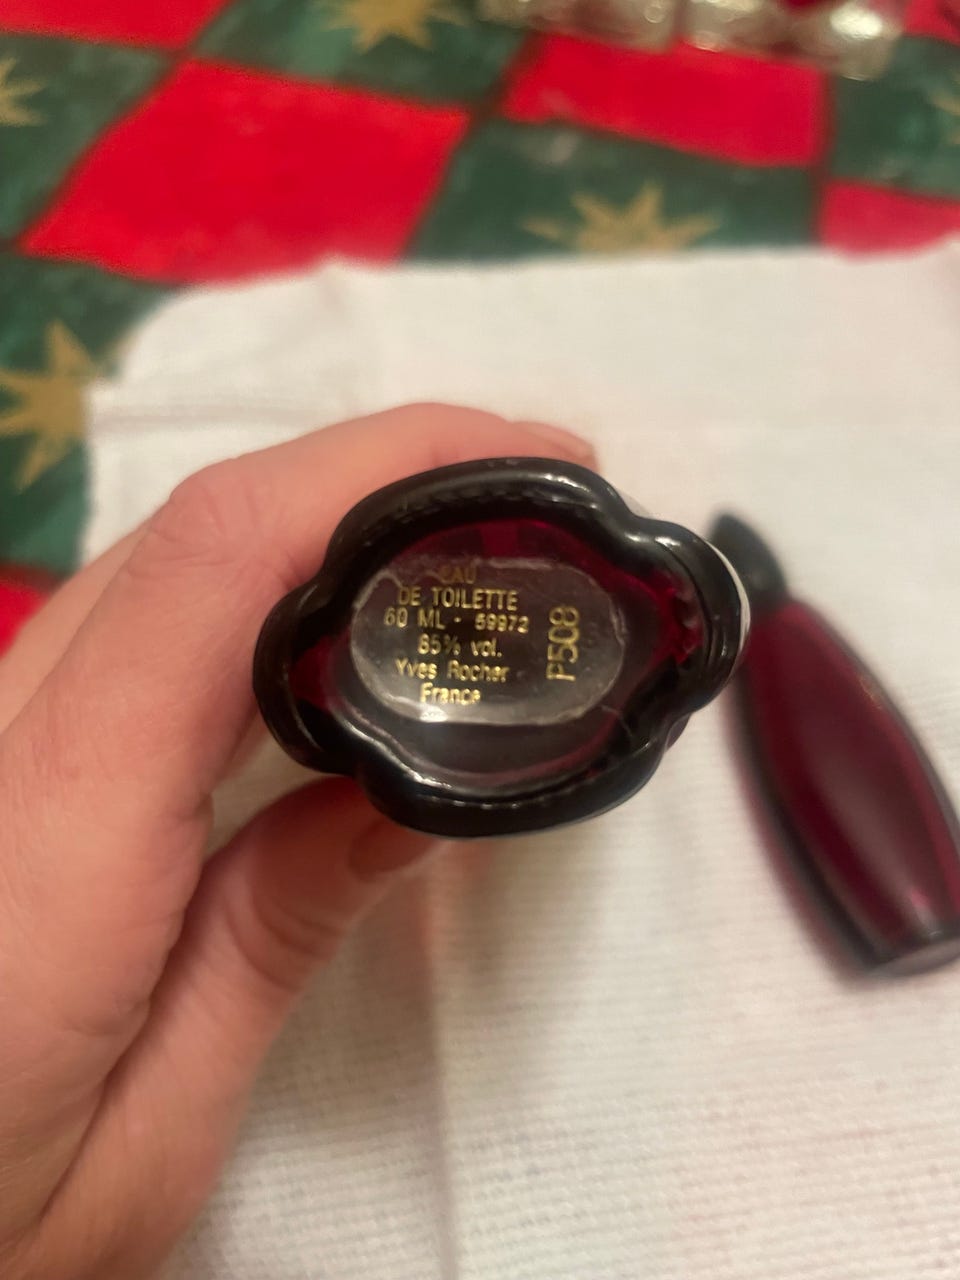 EAU
DE TOILETTE
60 ML - 59972
85% vol.
Yves Rocher
France
P508